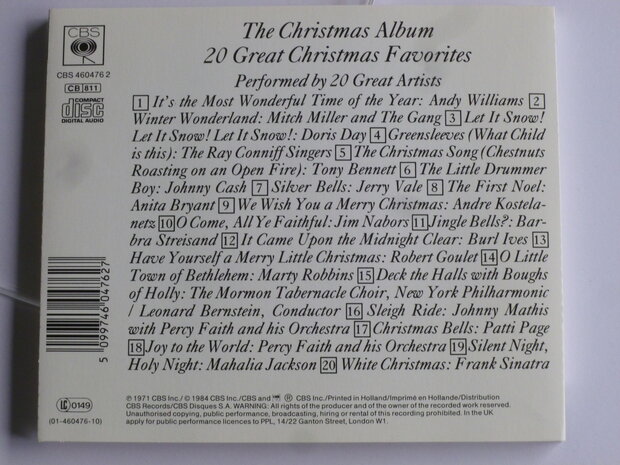 The Christmas Album
20 Great Christmas Favorites
Performed by 20 Great Artists
CBS
CBS 460476 2
CB 811
COMPACT
disc
DIGITAL AUDIO
1 It's the Most Wonderful Time of the Year: Andy Williams 2
Winter Wonderland: Mitch Miller and The Gang 3 Let It Snow!
Let It Snow! Let It Snow!: Doris Day 4 Greensleeves (What Child
is this): The Ray Conniff Singers 5 The Christmas Song (Chestnuts
Roasting on an Open Fire): Tony Bennett 6 The Little Drummer
Boy: Johnny Cash 7 Silver Bells: Jerry Vale 8 The First Noel:
Anita Bryant 9 We Wish You a Merry Christmas: Andre Kostela-
netz 10 O Come, All Ye Faithful: Jim Nabors 11 Jingle Bells?: Bar-
bra Streisand 12 It Came Upon the Midnight Clear: Burl Ives 13
Have Yourself a Merry Little Christmas: Robert Goulet 14 O Little
Town of Bethlehem: Marty Robbins 15 Deck the Halls with Boughs
of Holly: The Mormon Tabernacle Choir, New York Philharmonic
/ Leonard Bernstein, Conductor 16 Sleigh Ride: Johnny Mathis
with Percy Faith and his Orchestra 17 Christmas Bells: Patti Page
18 Joy to the World: Percy Faith and his Orchestra 19 Silent Night,
Holy Night: Mahalia Jackson 20 White Christmas: Frank Sinatra
5 099746 047627
LC 0149
(01-460476-10)
℗ 1971 CBS Inc./ © 1984 CBS Inc./CBS and ® CBS Inc./Printed in Holland/Imprimé en Hollande/Distribution
CBS Records/CBS Disques S.A. WARNING: All rights of the producer and of the owner of the recorded work reserved.
Unauthorised copying, public performance, broadcasting, hiring or rental of this recording prohibited. In the UK
apply for public performance licences to PPL, 14/22 Ganton Street, London W1.